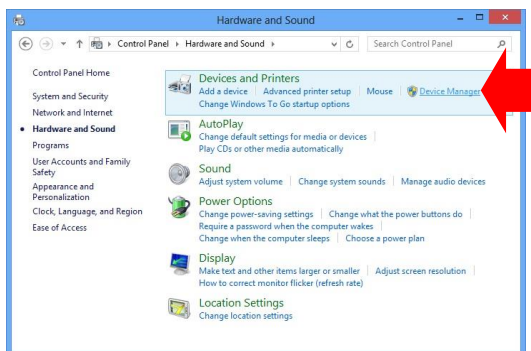 Hardware and Sound
Control Panel Hardware and Sound
Search Control Panel
Control Panel Home
System and Security
Network and Internet
Hardware and Sound
Programs
User Accounts and Family
Safety
Appearance and
Personalization
Clock, Language, and Region
Ease of Access
Devices and Printers
Add a device Advanced printer setup Mouse Device Manager
Change Windows To Go startup options
AutoPlay
Change default settings for media or devices
Play CDs or other media automatically
Sound
Adjust system volume Change system sounds Manage audio devices
Power Options
Change power-saving settings Change what the power buttons do
Require a password when the computer wakes
Change when the computer sleeps Choose a power plan
Display
Make text and other items larger or smaller Adjust screen resolution
How to correct monitor flicker (refresh rate)
Location Settings
Change location settings